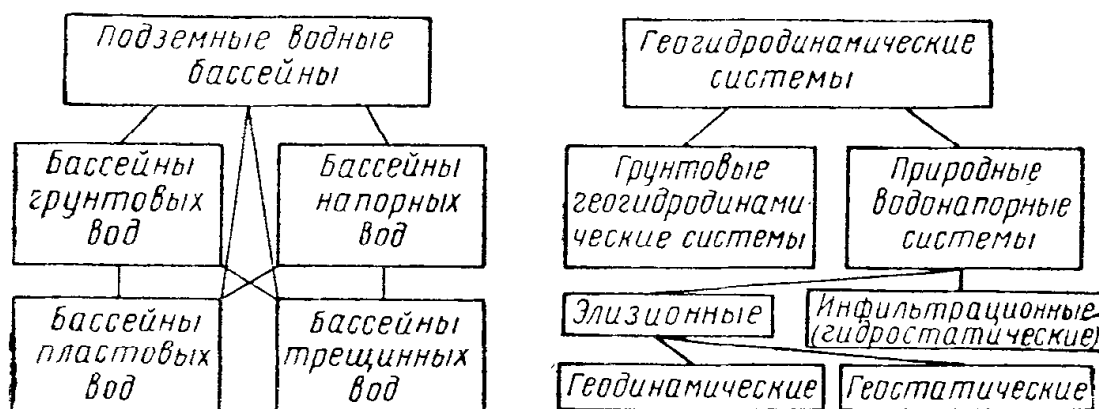 Подземные водные
бассейны
Бассейны
грунтовых
вод
Бассейны
напорных
вод
Бассейны
пластовых
вод
Бассейны
трещинных
вод
Геогидродинамические
системы
Грунтовые
геогидродинами-
ческие системы
Природные
водонапорные
системы
Элизионные
Инфильтрационные
(гидростатические)
Геодинамические
Геостатические